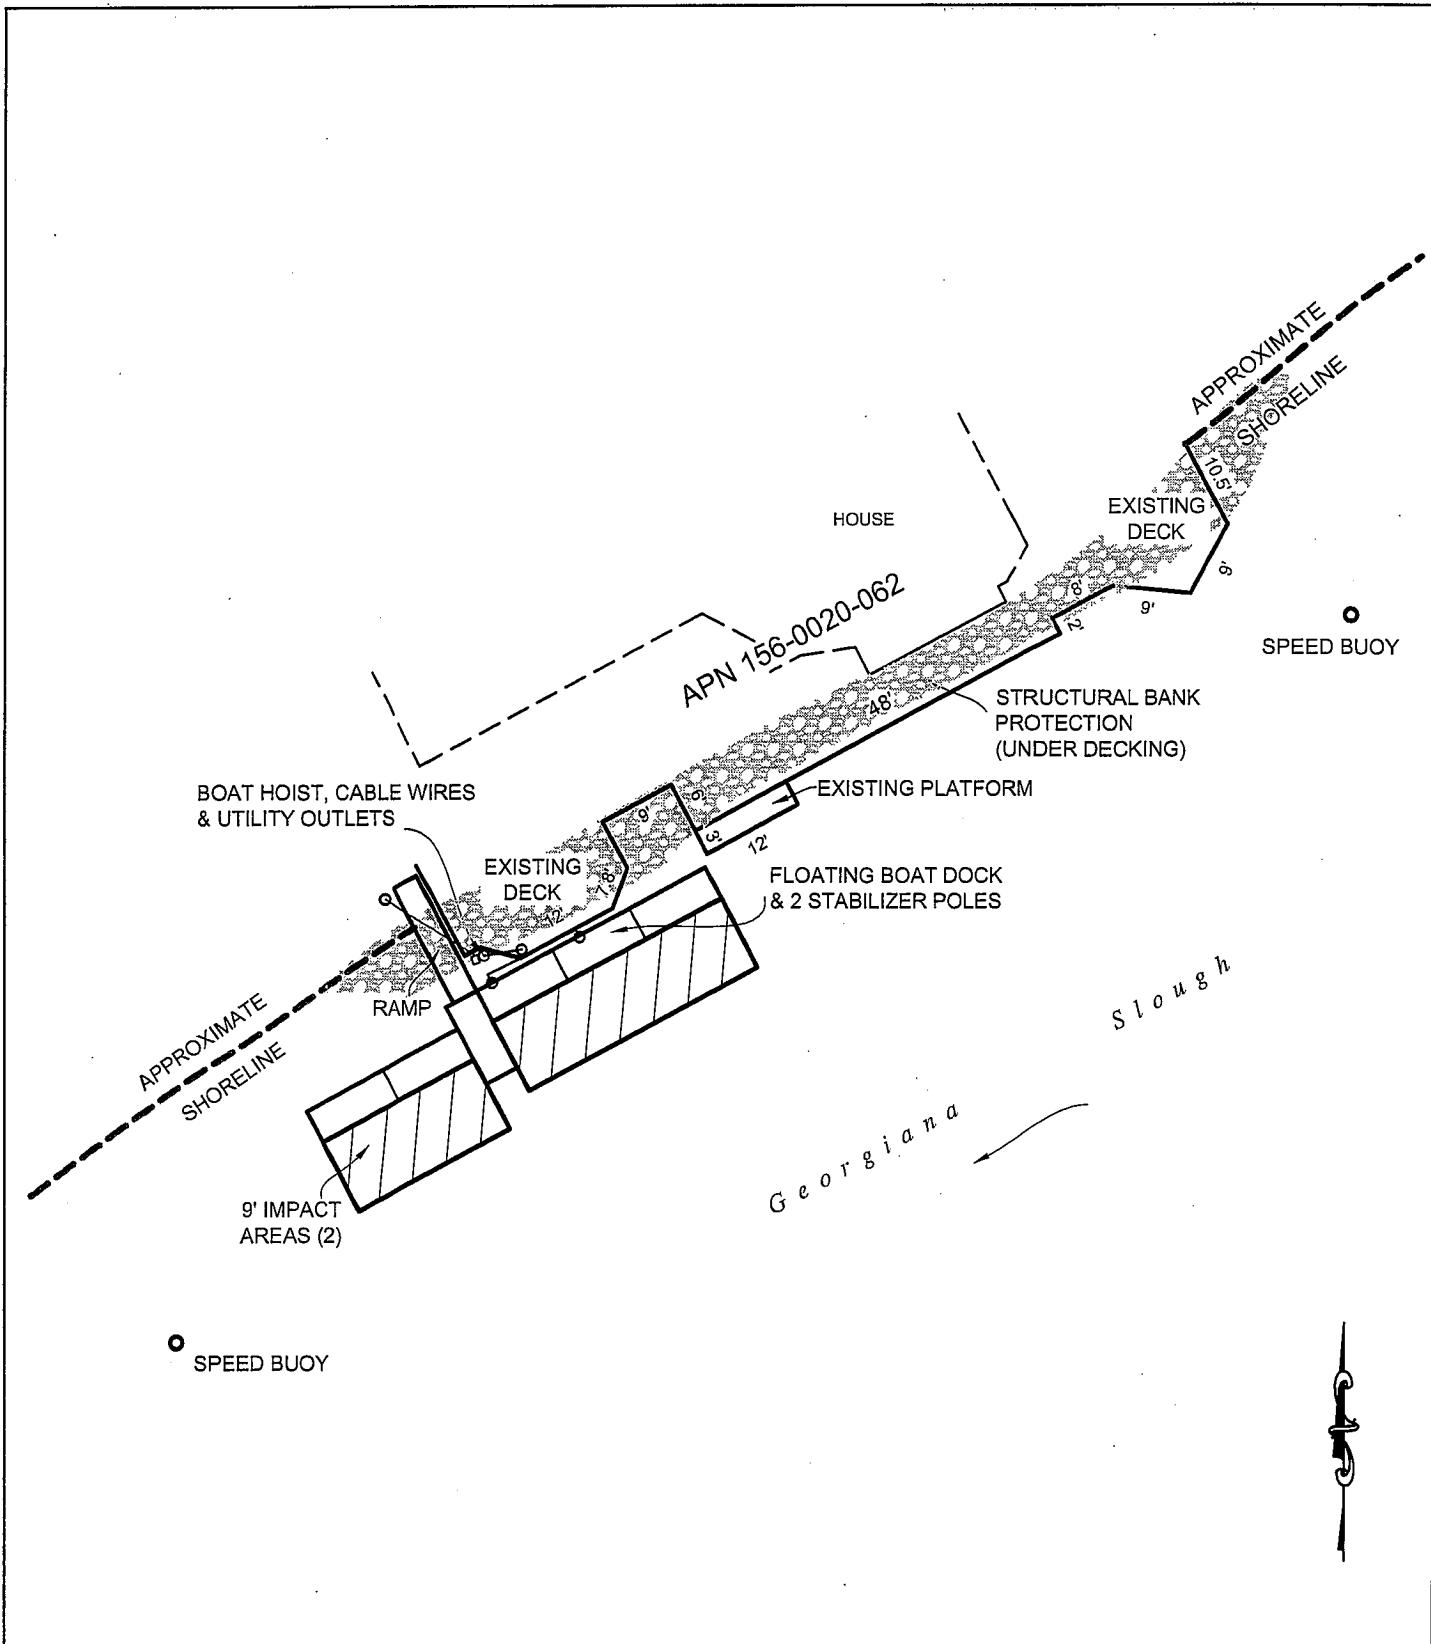 APPROXIMATE
SHORELINE
10.5'
EXISTING
DECK
9'
9'
8'
2'
SPEED BUOY
HOUSE
APN 156-0020-062
48'
STRUCTURAL BANK
PROTECTION
(UNDER DECKING)
EXISTING PLATFORM
BOAT HOIST, CABLE WIRES
& UTILITY OUTLETS
9'
6'
3'
12'
EXISTING
DECK
7.8'
12'
FLOATING BOAT DOCK
& 2 STABILIZER POLES
RAMP
APPROXIMATE
SHORELINE
Georgiana Slough
9' IMPACT
AREAS (2)
SPEED BUOY